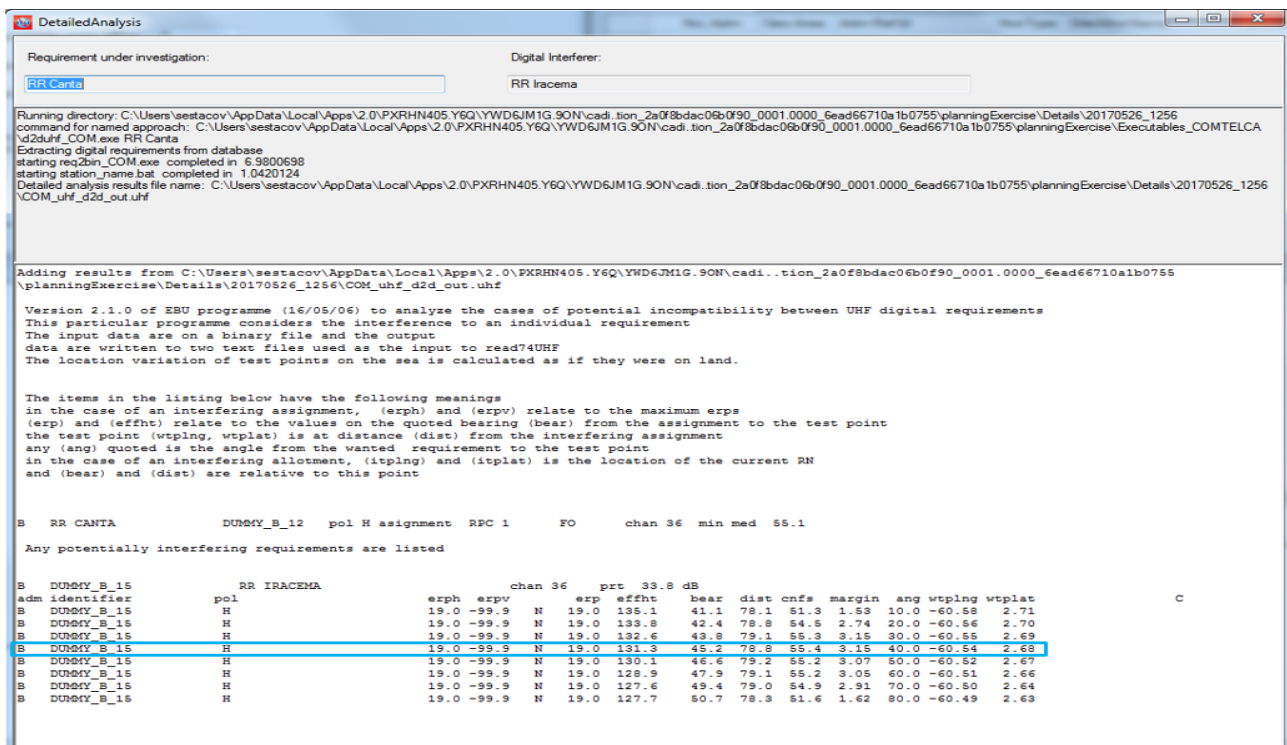 DetailedAnalysis
Requirement under investigation: Digital Interferer:
RR Canta RR Iracema
Running directory: C:\Users\sestacov\AppData\Local\Apps\2.0\PXRHN405.Y6Q\YWD6JM1G.9ON\cadi..tion_2a0f8bdac06b0f90_0001.0000_6ead66710a1b0755\planningExercise\Details\20170526_1256
command for named approach: C:\Users\sestacov\AppData\Local\Apps\2.0\PXRHN405.Y6Q\YWD6JM1G.9ON\cadi..tion_2a0f8bdac06b0f90_0001.0000_6ead66710a1b0755\planningExercise\Executables_COMTELCA
\d2duhf_COM.exe RR Canta
Extracting digital requirements from database
starting req2bin_COM.exe completed in 6.9800698
starting station_name.bat completed in 1.0420124
Detailed analysis results file name: C:\Users\sestacov\AppData\Local\Apps\2.0\PXRHN405.Y6Q\YWD6JM1G.9ON\cadi..tion_2a0f8bdac06b0f90_0001.0000_6ead66710a1b0755\planningExercise\Details\20170526_1256
\COM_uhf_d2d_out.uhf
Adding results from C:\Users\sestacov\AppData\Local\Apps\2.0\PXRHN405.Y6Q\YWD6JM1G.9ON\cadi..tion_2a0f8bdac06b0f90_0001.0000_6ead66710a1b0755
\planningExercise\Details\20170526_1256\COM_uhf_d2d_out.uhf
Version 2.1.0 of EBU programme (16/05/06) to analyze the cases of potential incompatibility between UHF digital requirements
This particular programme considers the interference to an individual requirement
The input data are on a binary file and the output
data are written to two text files used as the input to read74UHF
The location variation of test points on the sea is calculated as if they were on land.
The items in the listing below have the following meanings
in the case of an interfering assignment, (erph) and (erpv) relate to the maximum erps
(erp) and (effht) relate to the values on the quoted bearing (bear) from the assignment to the test point
the test point (wtplng, wtplat) is at distance (dist) from the interfering assignment
any (ang) quoted is the angle from the wanted requirement to the test point
in the case of an interfering allotment, (itplng) and (itplat) is the location of the current RN
and (bear) and (dist) are relative to this point
B RR CANTA DUMMY_B_12 pol H asignment RPC 1 FO chan 36 min med 55.1
Any potentially interfering requirements are listed
B DUMMY_B_15 RR IRACEMA chan 36 prt 33.8 dB
adm identifier pol erph erpv erp effht bear dist cnfs margin ang wtplng wtplat C
B DUMMY_B_15 H 19.0 -99.9 N 19.0 135.1 41.1 78.1 51.3 1.53 10.0 -60.58 2.71
B DUMMY_B_15 H 19.0 -99.9 N 19.0 133.8 42.4 78.8 54.5 2.74 20.0 -60.56 2.70
B DUMMY_B_15 H 19.0 -99.9 N 19.0 132.6 43.8 79.1 55.3 3.15 30.0 -60.55 2.69
B DUMMY_B_15 H 19.0 -99.9 N 19.0 131.3 45.2 78.8 55.4 3.15 40.0 -60.54 2.68
B DUMMY_B_15 H 19.0 -99.9 N 19.0 130.1 46.6 79.2 55.2 3.07 50.0 -60.52 2.67
B DUMMY_B_15 H 19.0 -99.9 N 19.0 128.9 47.9 79.1 55.2 3.05 60.0 -60.51 2.66
B DUMMY_B_15 H 19.0 -99.9 N 19.0 127.6 49.4 79.0 54.9 2.91 70.0 -60.50 2.64
B DUMMY_B_15 H 19.0 -99.9 N 19.0 127.7 50.7 78.3 51.6 1.62 80.0 -60.49 2.63